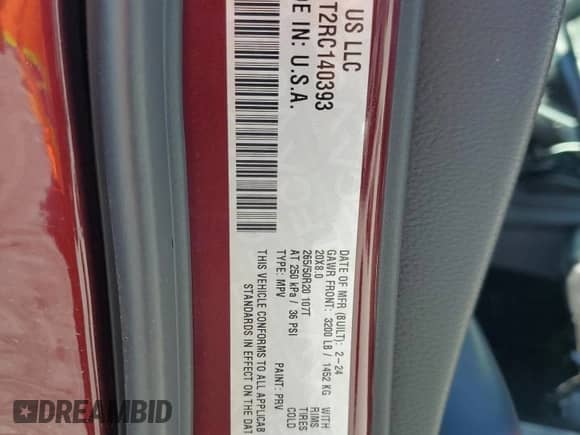 US LLC
T2RC140393
DE IN: U.S.A.
DATE OF MFR (BUILT): 2-24
GAWR FRONT: 3200 LB / 1452 KG WITH
20X8.0 RIMS
265/50R20 107T TIRES
AT 250 kPa / 36 PSI COLD
TYPE: MPV PAINT: PRV
THIS VEHICLE CONFORMS TO ALL APPLICAB
STANDARDS IN EFFECT ON THE DAT
DREAMBID